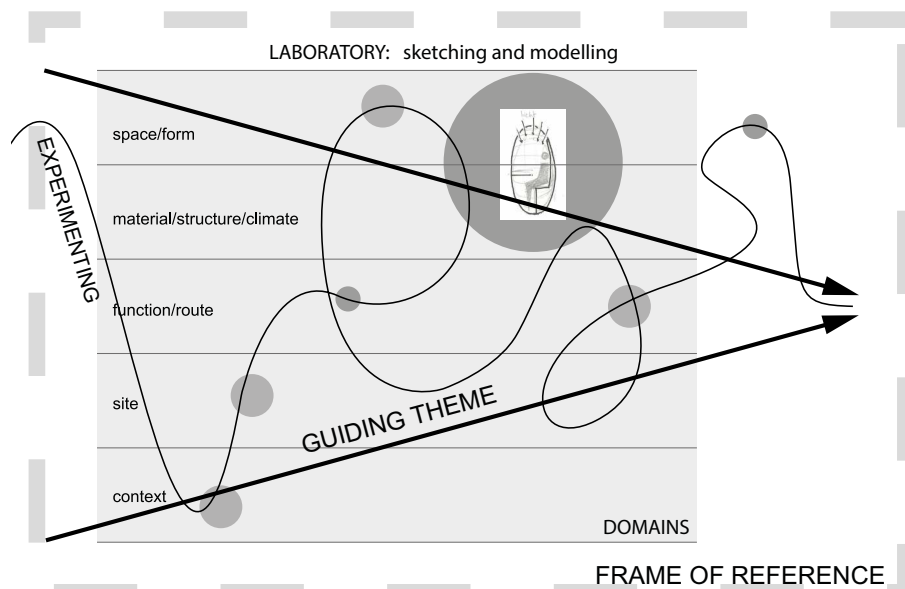 LABORATORY: sketching and modelling
space/form
EXPERIMENTING
material/structure/climate
function/route
site
GUIDING THEME
context
DOMAINS
FRAME OF REFERENCE